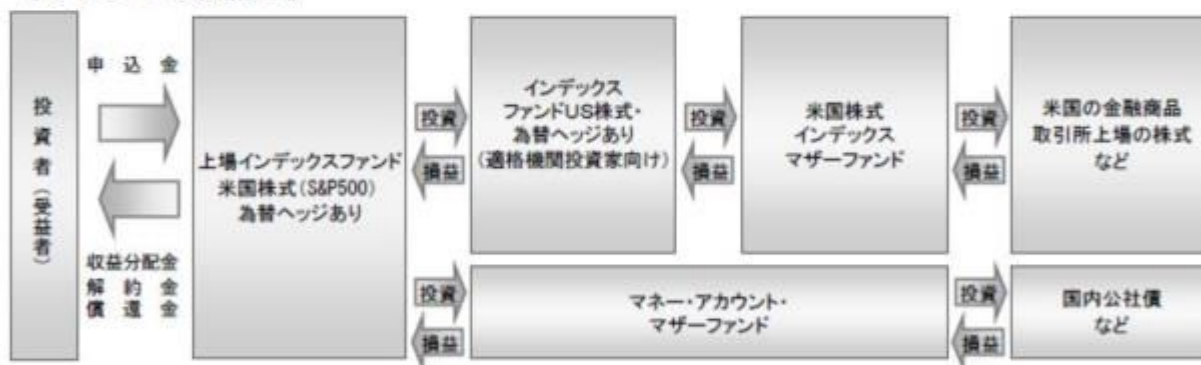 投資者(受益者)
申込金
収益分配金
解約金
償還金
上場インデックスファンド
米国株式(S&P500)
為替ヘッジあり
投資
損益
インデックス
ファンドUS株式・
為替ヘッジあり
(適格機関投資家向け)
投資
損益
米国株式
インデックス
マザーファンド
投資
損益
米国の金融商品
取引所上場の株式
など
投資
損益
マネー・アカウント・
マザーファンド
投資
損益
国内公社債
など